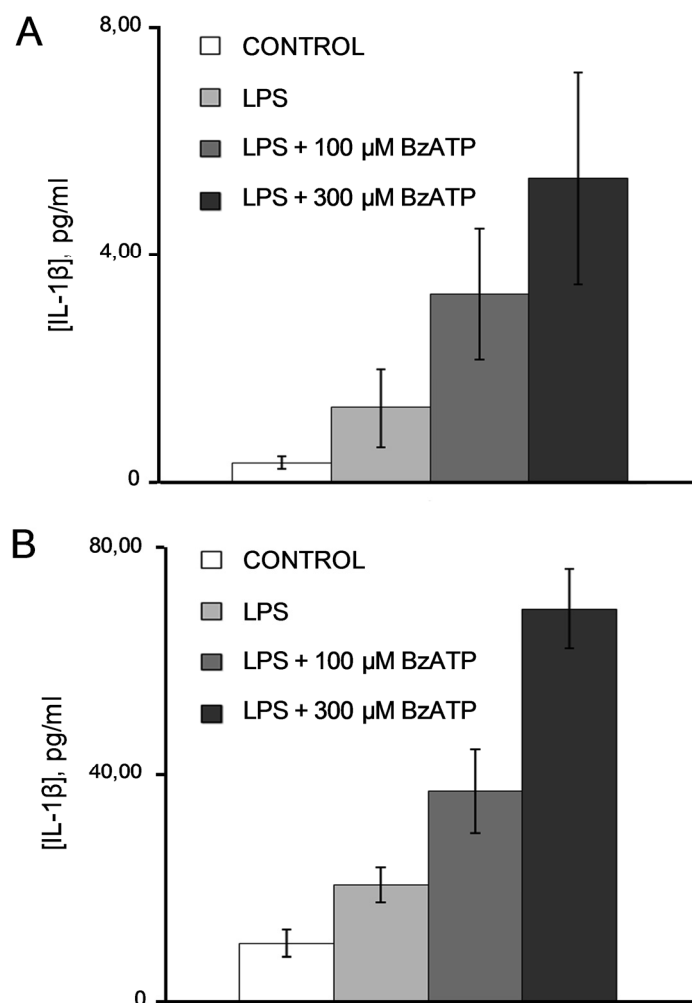 A
8,00
CONTROL
LPS
LPS + 100 µM BzATP
LPS + 300 µM BzATP
4,00
0
[IL-1β], pg/ml
B
80,00
CONTROL
LPS
LPS + 100 µM BzATP
LPS + 300 µM BzATP
40,00
0
[IL-1β], pg/ml